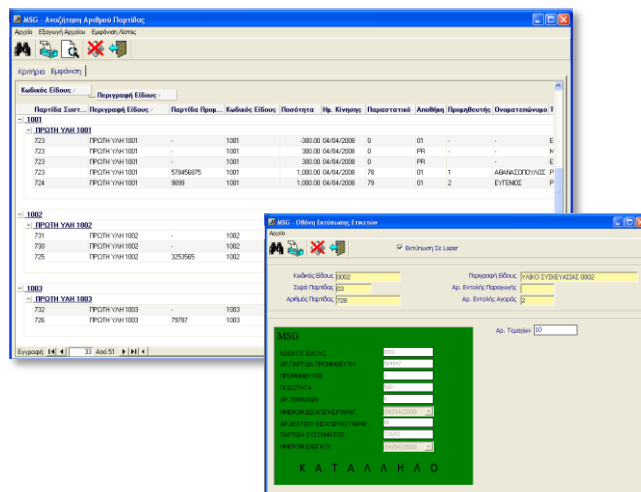 MSG - Αναζήτηση Αριθμού Παρτίδας
Αρχείο Εξαγωγή Αρχείου Εμφάνιση Λίστας
Κριτήρια Εμφάνιση
Κωδικός Είδους
... Περιγραφή Είδους
Παρτίδα Συστ... Περιγραφή Είδους Παρτίδα Προμ... Κωδικός Είδους Ποσότητα Ημ. Κίνησης Παραστατικό Αποθήκη Προμηθευτής Ονοματεπώνυμο Τ
1001
ΠΡΩΤΗ ΥΛΗ 1001
723 ΠΡΩΤΗ ΥΛΗ 1001 - 1001 -300.00 04/04/2008 0 01 - - Ε
723 ΠΡΩΤΗ ΥΛΗ 1001 - 1001 300.00 04/04/2008 0 PR - - Μ
723 ΠΡΩΤΗ ΥΛΗ 1001 - 1001 300.00 04/04/2008 0 PR - - Ε
723 ΠΡΩΤΗ ΥΛΗ 1001 578456875 1001 1,000.00 04/04/2008 78 01 1 ΑΘΑΝΑΣΟΠΟΥΛΟΣ Ρ
724 ΠΡΩΤΗ ΥΛΗ 1001 9899 1001 1,000.00 04/04/2008 79 01 2 ΕΥΓΕΝΙΟΣ Ρ
1002
ΠΡΩΤΗ ΥΛΗ 1002
731 ΠΡΩΤΗ ΥΛΗ 1002 - 1002
730 ΠΡΩΤΗ ΥΛΗ 1002 - 1002
725 ΠΡΩΤΗ ΥΛΗ 1002 3253565 1002
1003
ΠΡΩΤΗ ΥΛΗ 1003
732 ΠΡΩΤΗ ΥΛΗ 1003 - 1003
726 ΠΡΩΤΗ ΥΛΗ 1003 79787 1003
Εγγραφή: 33 Από 51
MSG - Οθόνη Εκτύπωσης Ετικετών
Αρχείο
Εκτύπωση Σε Lazer
Κωδικός Είδους 0002 Περιγραφή Είδους ΥΛΙΚΟ ΣΥΣΚΕΥΑΣΙΑΣ 0002
Σειρά Παρτίδας 03 Αρ. Εντολής Παραγωγής
Αριθμός Παρτίδας 728 Αρ. Εντολής Αγοράς 2
Αρ. Τεμαχίων 10
MSG
ΚΩΔΙΚΟΣ ΕΙΔΟΥΣ 0002
ΑΡ.ΠΑΡΤΙΔΑ ΠΡΟΜΗΘΕΥΤΗ
ΠΡΟΜΗΘΕΥΤΗΣ
ΠΟΣΟΤΗΤΑ
ΑΡ.ΤΕΜΑΧΙΩΝ
ΗΜΕΡΟΜ.ΕΙΣΑΓΩΓΗΣ/ΠΑΡΑΓ. 04/04/2008
ΑΡ.ΔΕΛΤΙΟΥ ΕΙΣΑΓΩΓΗΣ/ ΠΑΡΑΓ.
ΠΑΡΤΙΔΑ ΣΥΣΤΗΜΑΤΟΣ
ΗΜΕΡΟΜ.ΕΛΕΓΧΟΥ 04/04/2008
Κ Α Τ Α Λ Λ Η Λ Ο